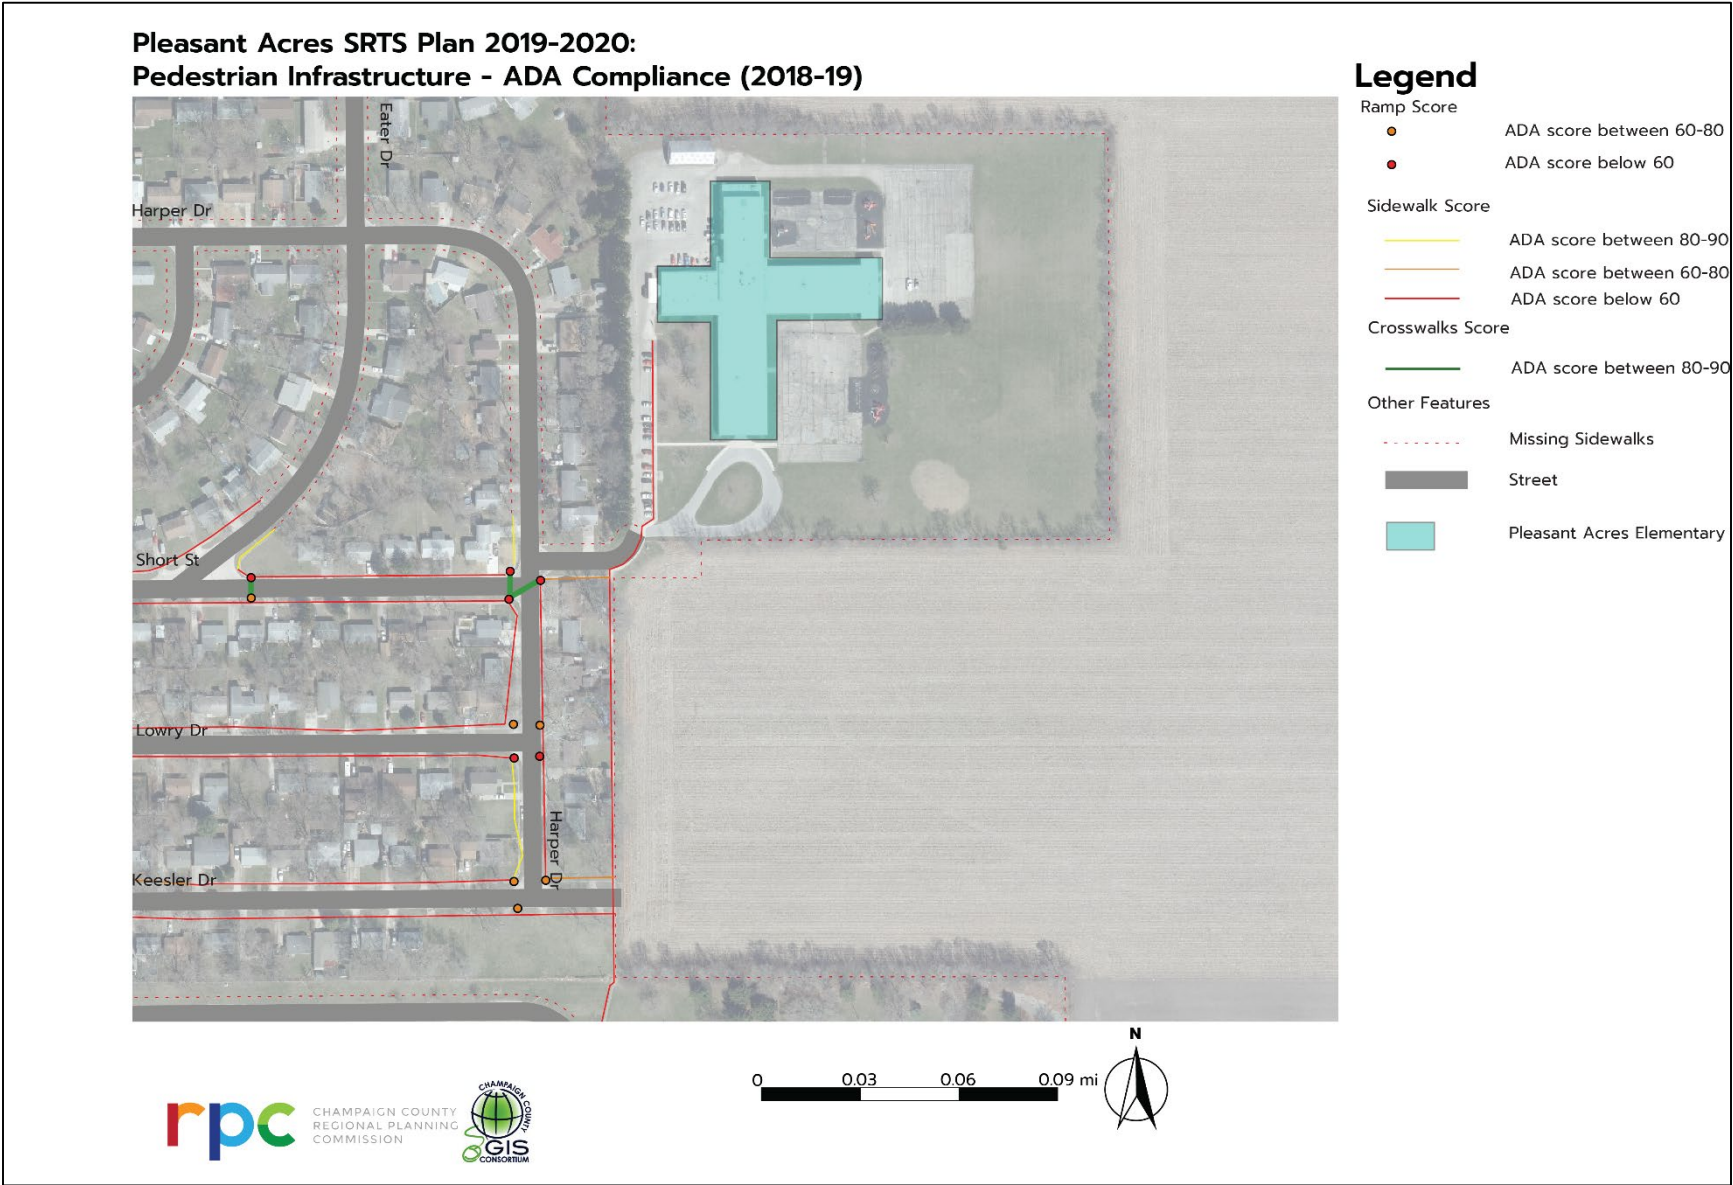 Pleasant Acres SRTS Plan 2019-2020:
Pedestrian Infrastructure - ADA Compliance (2018-19)
Legend
Ramp Score
ADA score between 60-80
ADA score below 60
Sidewalk Score
ADA score between 80-90
ADA score between 60-80
ADA score below 60
Crosswalks Score
ADA score between 80-90
Other Features
Missing Sidewalks
Street
Pleasant Acres Elementary
Eater Dr
Harper Dr
Short St
Lowry Dr
Harper Dr
Keesler Dr
0 0.03 0.06 0.09 mi
N
rpc
CHAMPAIGN COUNTY
REGIONAL PLANNING
COMMISSION
CHAMPAIGN COUNTY
GIS
CONSORTIUM